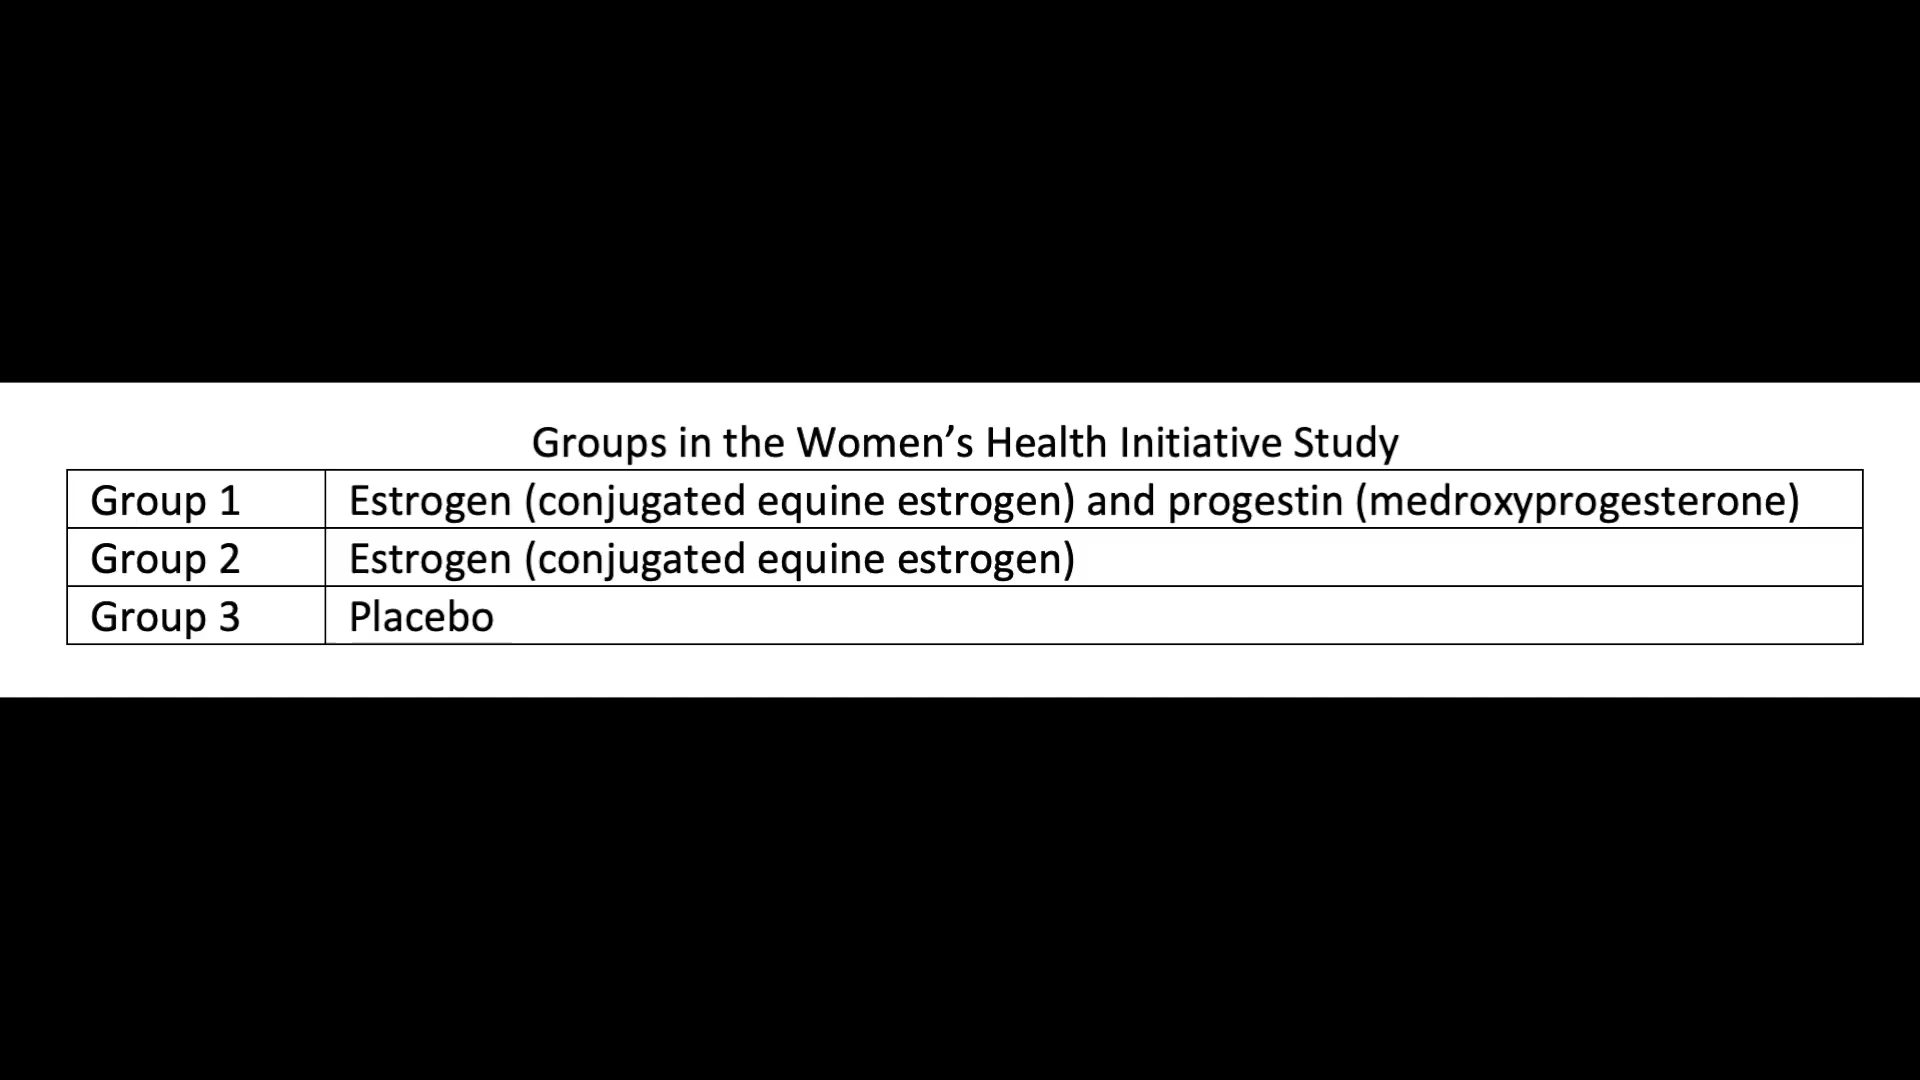 Groups in the Women’s Health Initiative Study
Group 1 Estrogen (conjugated equine estrogen) and progestin (medroxyprogesterone)
Group 2 Estrogen (conjugated equine estrogen)
Group 3 Placebo